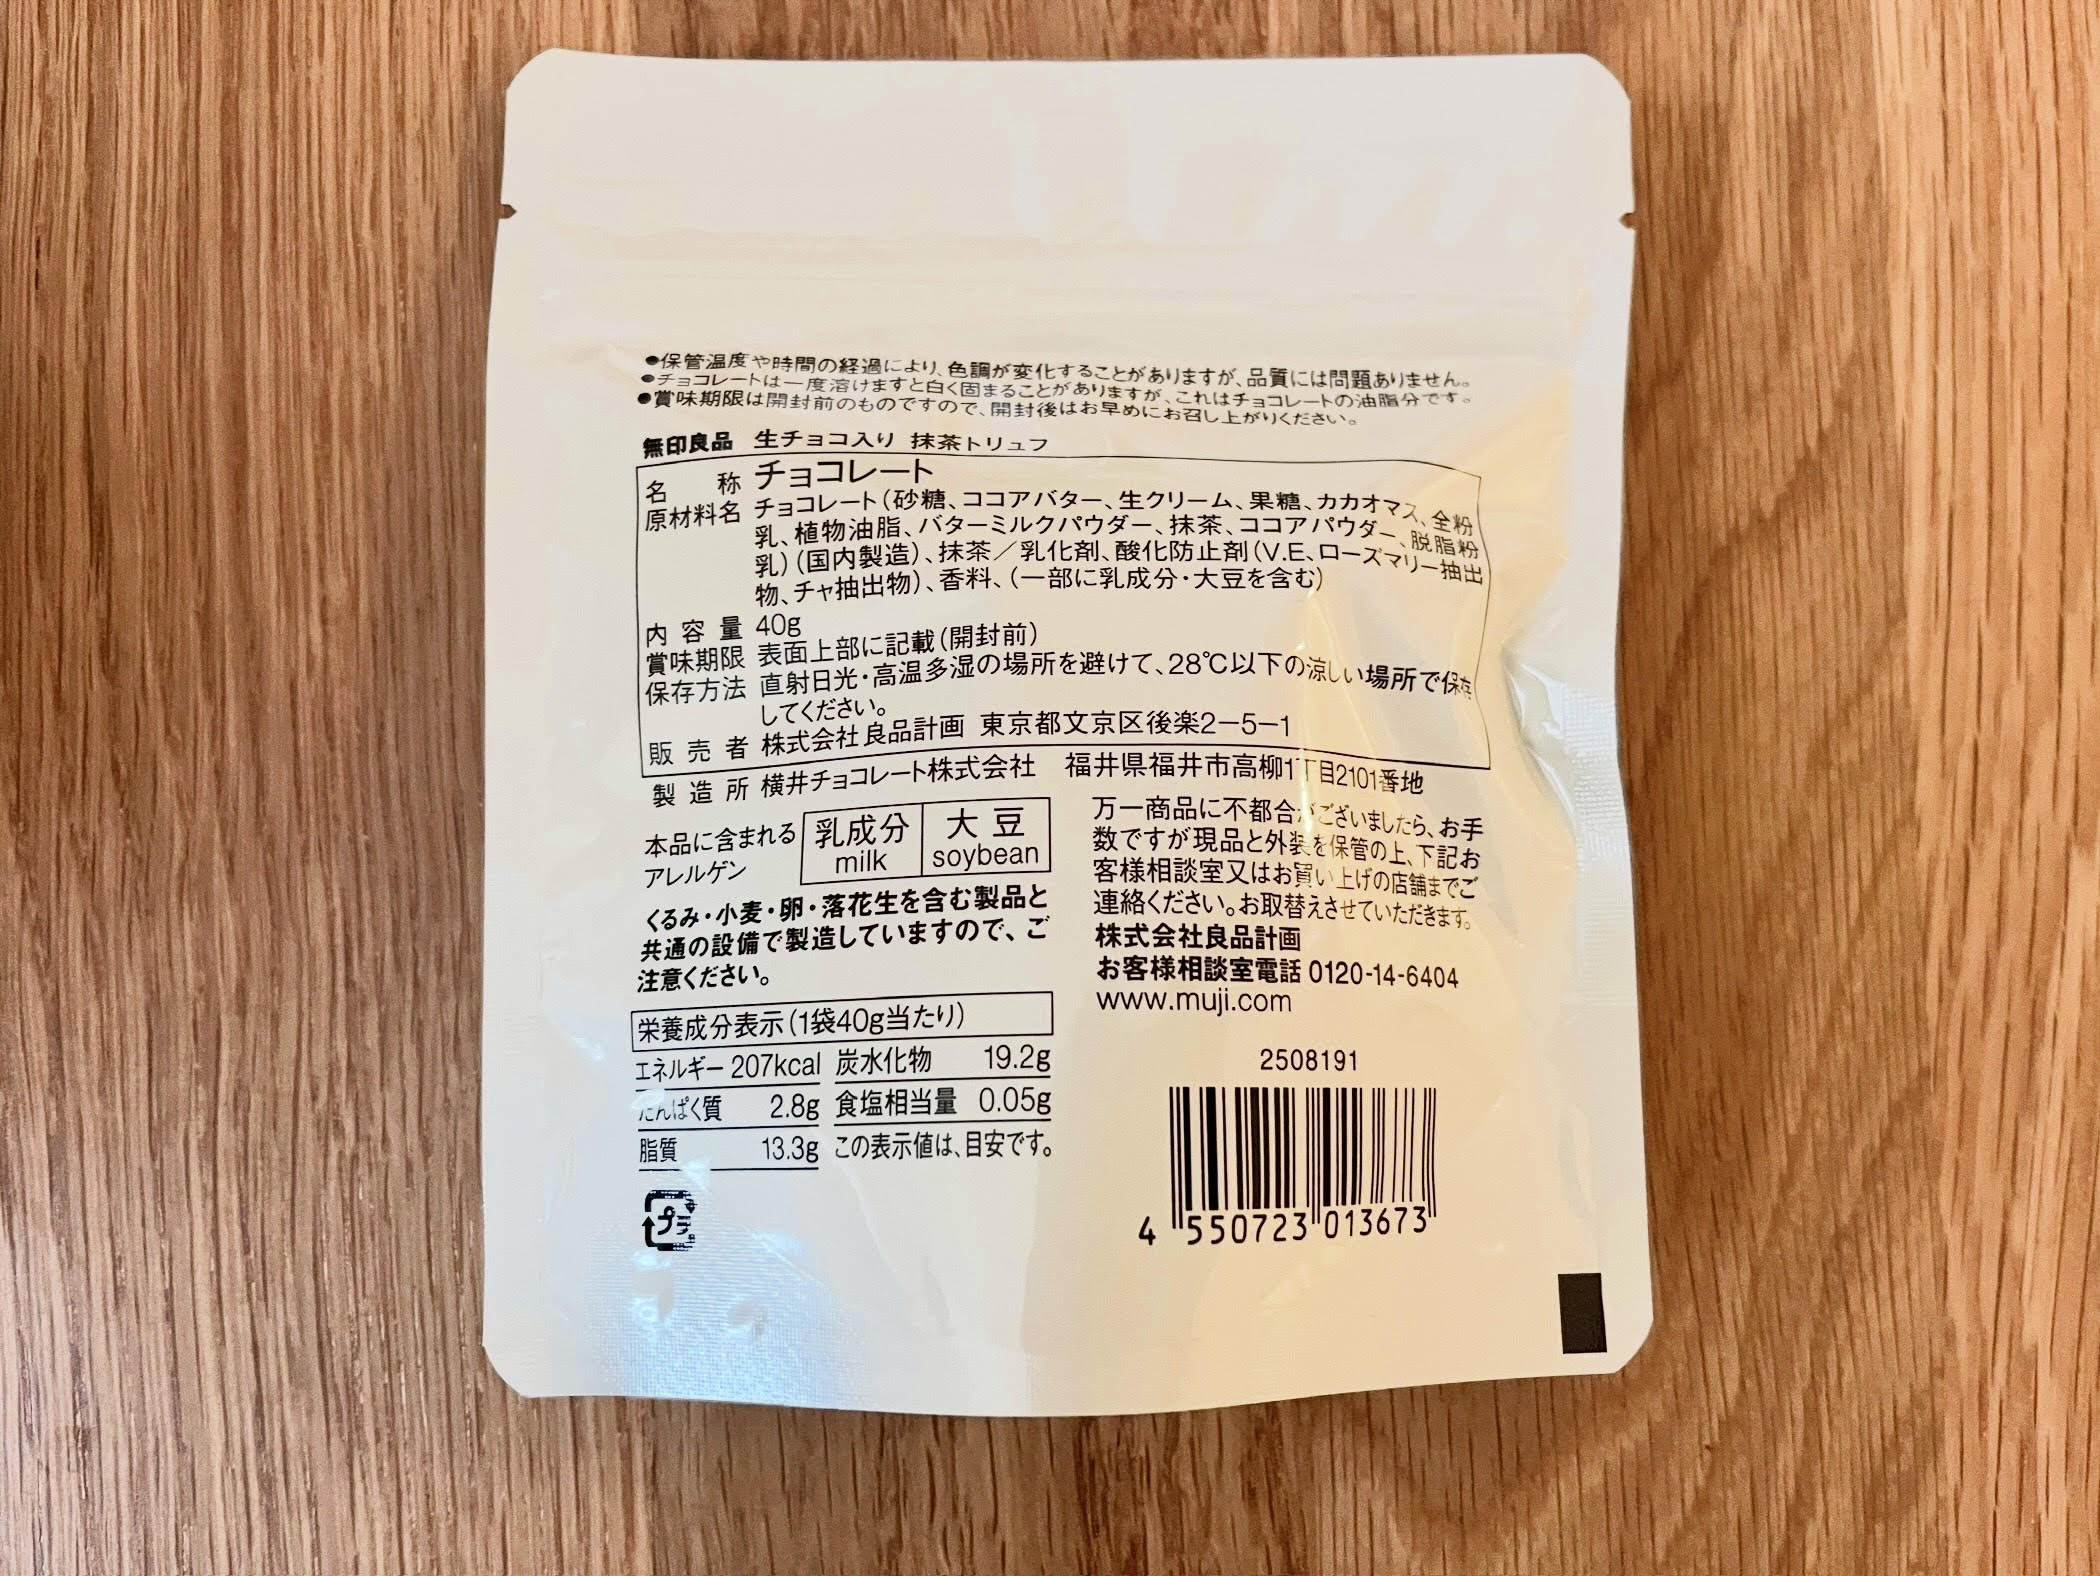 ●保管温度や時間の経過により、色調が変化することがありますが、品質には問題ありません。
●チョコレートは一度溶けますと白く固まることがありますが、これはチョコレートの油脂分です。
●賞味期限は開封前のものですので、開封後はお早めにお召し上がりください。
無印良品 生チョコ入り 抹茶トリュフ
名称 チョコレート
原材料名 チョコレート(砂糖、ココアバター、生クリーム、果糖、カカオマス、全粉
乳、植物油脂、バターミルクパウダー、抹茶、ココアパウダー、脱脂粉
乳)(国内製造)、抹茶/乳化剤、酸化防止剤(V.E、ローズマリー抽出
物、チャ抽出物)、香料、(一部に乳成分・大豆を含む)
内容量 40g
賞味期限 表面上部に記載(開封前)
保存方法 直射日光・高温多湿の場所を避けて、28℃以下の涼しい場所で保存
してください。
販売者 株式会社良品計画 東京都文京区後楽2-5-1
製造所 横井チョコレート株式会社 福井県福井市高柳1丁目2101番地
本品に含まれる
アレルゲン
乳成分 大豆
milk soybean
くるみ・小麦・卵・落花生を含む製品と
共通の設備で製造していますので、ご
注意ください。
栄養成分表示(1袋40g当たり)
エネルギー 207kcal 炭水化物 19.2g
たんぱく質 2.8g 食塩相当量 0.05g
脂質 13.3g この表示値は、目安です。
プラ
万一商品に不都合がございましたら、お手
数ですが現品と外装を保管の上、下記お
客様相談室又はお買い上げの店舗までご
連絡ください。お取替えさせていただきます。
株式会社良品計画
お客様相談室電話 0120-14-6404
www.muji.com
2508191
4 550723 013673